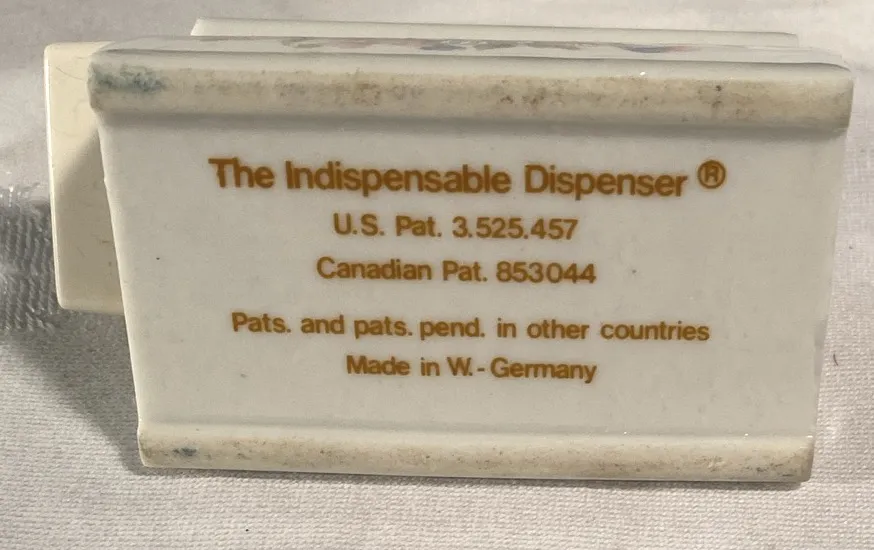 The Indispensable Dispenser ®
U.S. Pat. 3.525.457
Canadian Pat. 853044
Pats. and pats. pend. in other countries
Made in W.-Germany